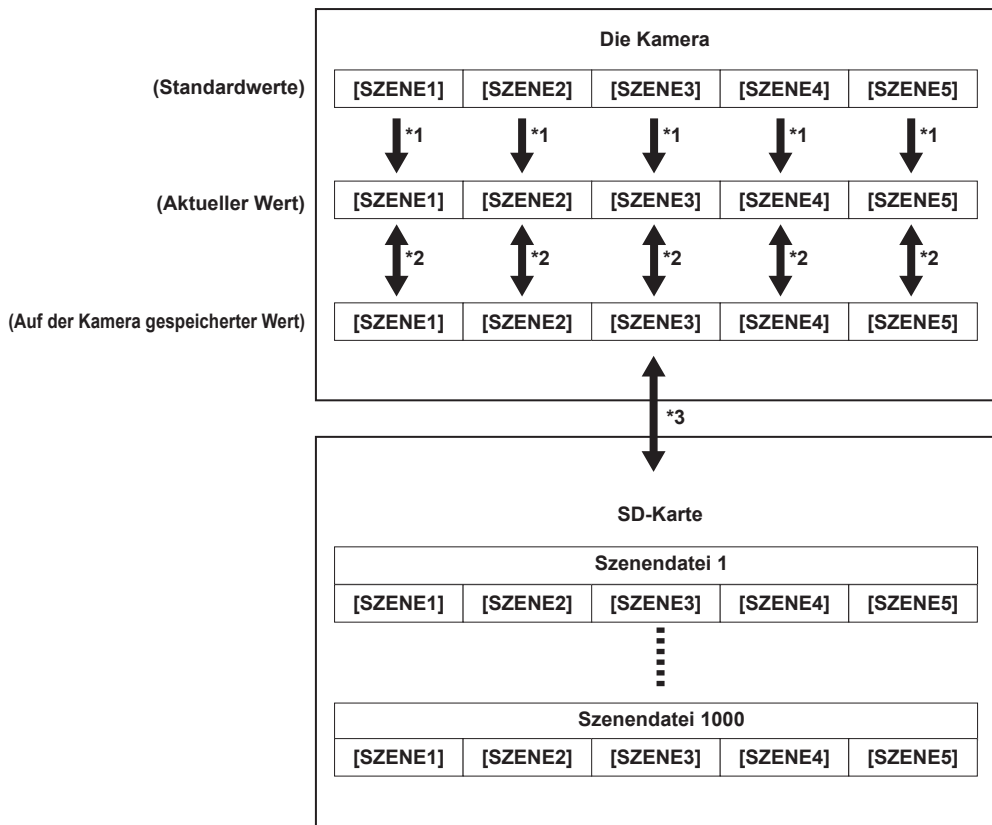 Die Kamera
(Standardwerte) [SZENE1] [SZENE2] [SZENE3] [SZENE4] [SZENE5]
*1 *1 *1 *1 *1
(Aktueller Wert) [SZENE1] [SZENE2] [SZENE3] [SZENE4] [SZENE5]
*2 *2 *2 *2 *2
(Auf der Kamera gespeicherter Wert) [SZENE1] [SZENE2] [SZENE3] [SZENE4] [SZENE5]
*3
SD-Karte
Szenendatei 1
[SZENE1] [SZENE2] [SZENE3] [SZENE4] [SZENE5]
Szenendatei 1000
[SZENE1] [SZENE2] [SZENE3] [SZENE4] [SZENE5]